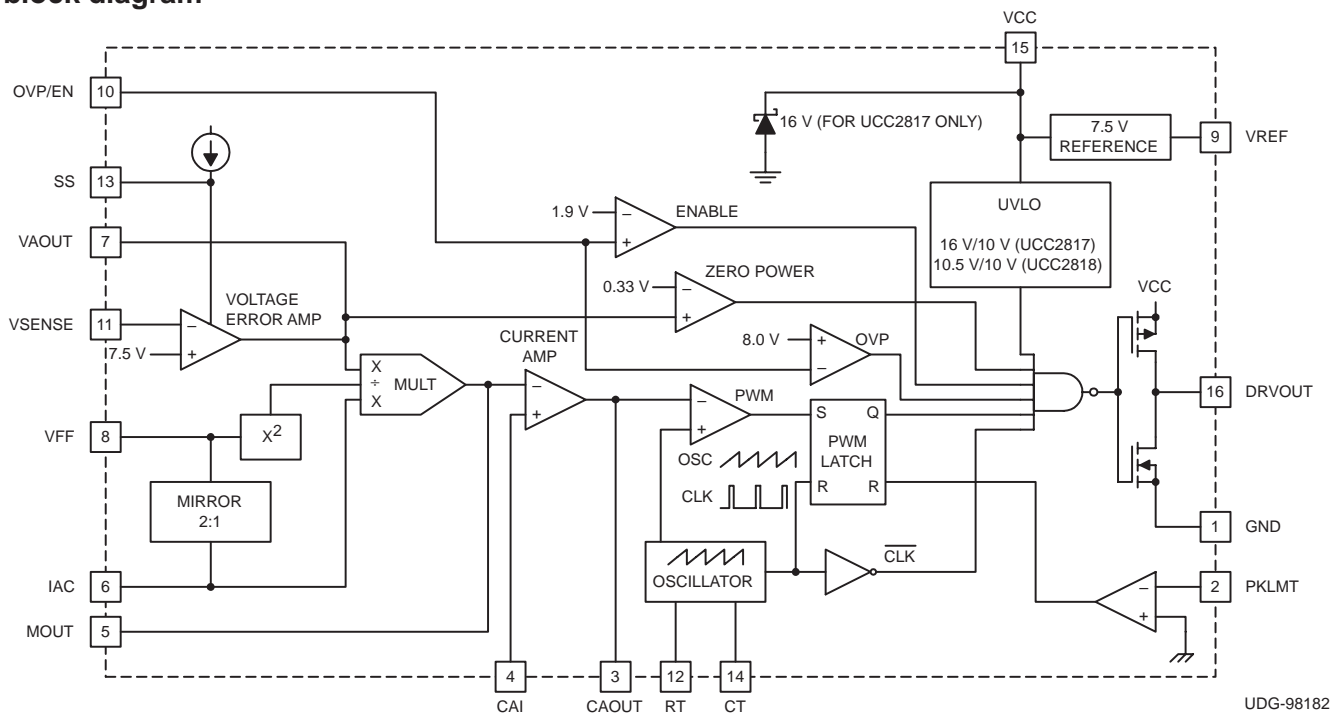 block diagram
VCC
15
OVP/EN 10
16 V (FOR UCC2817 ONLY)
7.5 V
REFERENCE
9 VREF
SS 13
1.9 V
–
+
ENABLE
UVLO
16 V/10 V (UCC2817)
10.5 V/10 V (UCC2818)
VAOUT 7
ZERO POWER
0.33 V
–
+
VCC
VOLTAGE
ERROR AMP
VSENSE 11
–
7.5 V
+
CURRENT
AMP
8.0 V
+
–
OVP
X
÷
X
MULT
–
+
–
+
PWM
16 DRVOUT
VFF 8
X2
S Q
PWM
LATCH
R R
OSC
CLK
MIRROR
2:1
1 GND
CLK
OSCILLATOR
IAC 6
–
+
2 PKLMT
MOUT 5
4 3 12 14
CAI CAOUT RT CT
UDG-98182